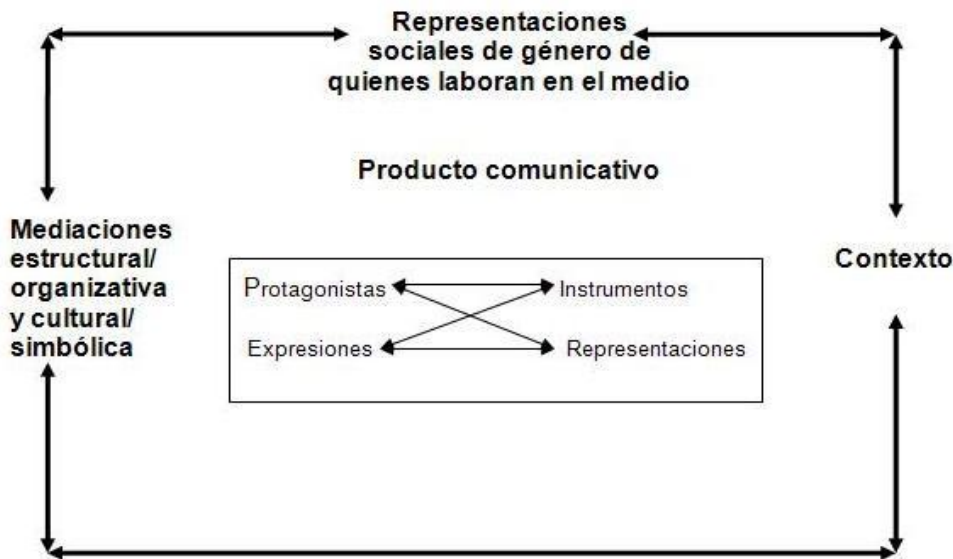 Representaciones
sociales de género de
quienes laboran en el medio
Producto comunicativo
Mediaciones
estructural/
organizativa
y cultural/
simbólica
Contexto
Protagonistas
Instrumentos
Expresiones
Representaciones